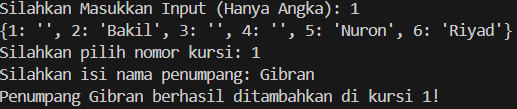 Silahkan Masukkan Input (Hanya Angka): 1
{1: '', 2: 'Bakil', 3: '', 4: '', 5: 'Nuron', 6: 'Riyad'}
Silahkan pilih nomor kursi: 1
Silahkan isi nama penumpang: Gibran
Penumpang Gibran berhasil ditambahkan di kursi 1!